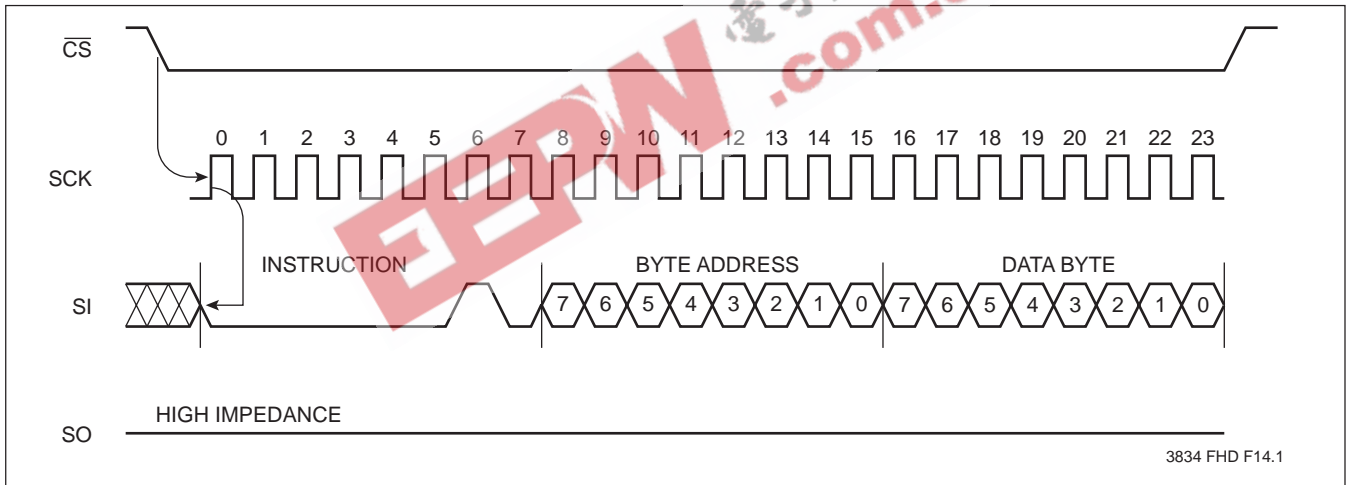 CS
0 1 2 3 4 5 6 7 8 9 10 11 12 13 14 15 16 17 18 19 20 21 22 23
SCK
INSTRUCTION BYTE ADDRESS DATA BYTE
SI 7 6 5 4 3 2 1 0 7 6 5 4 3 2 1 0
HIGH IMPEDANCE
SO
3834 FHD F14.1
EEPW
.com